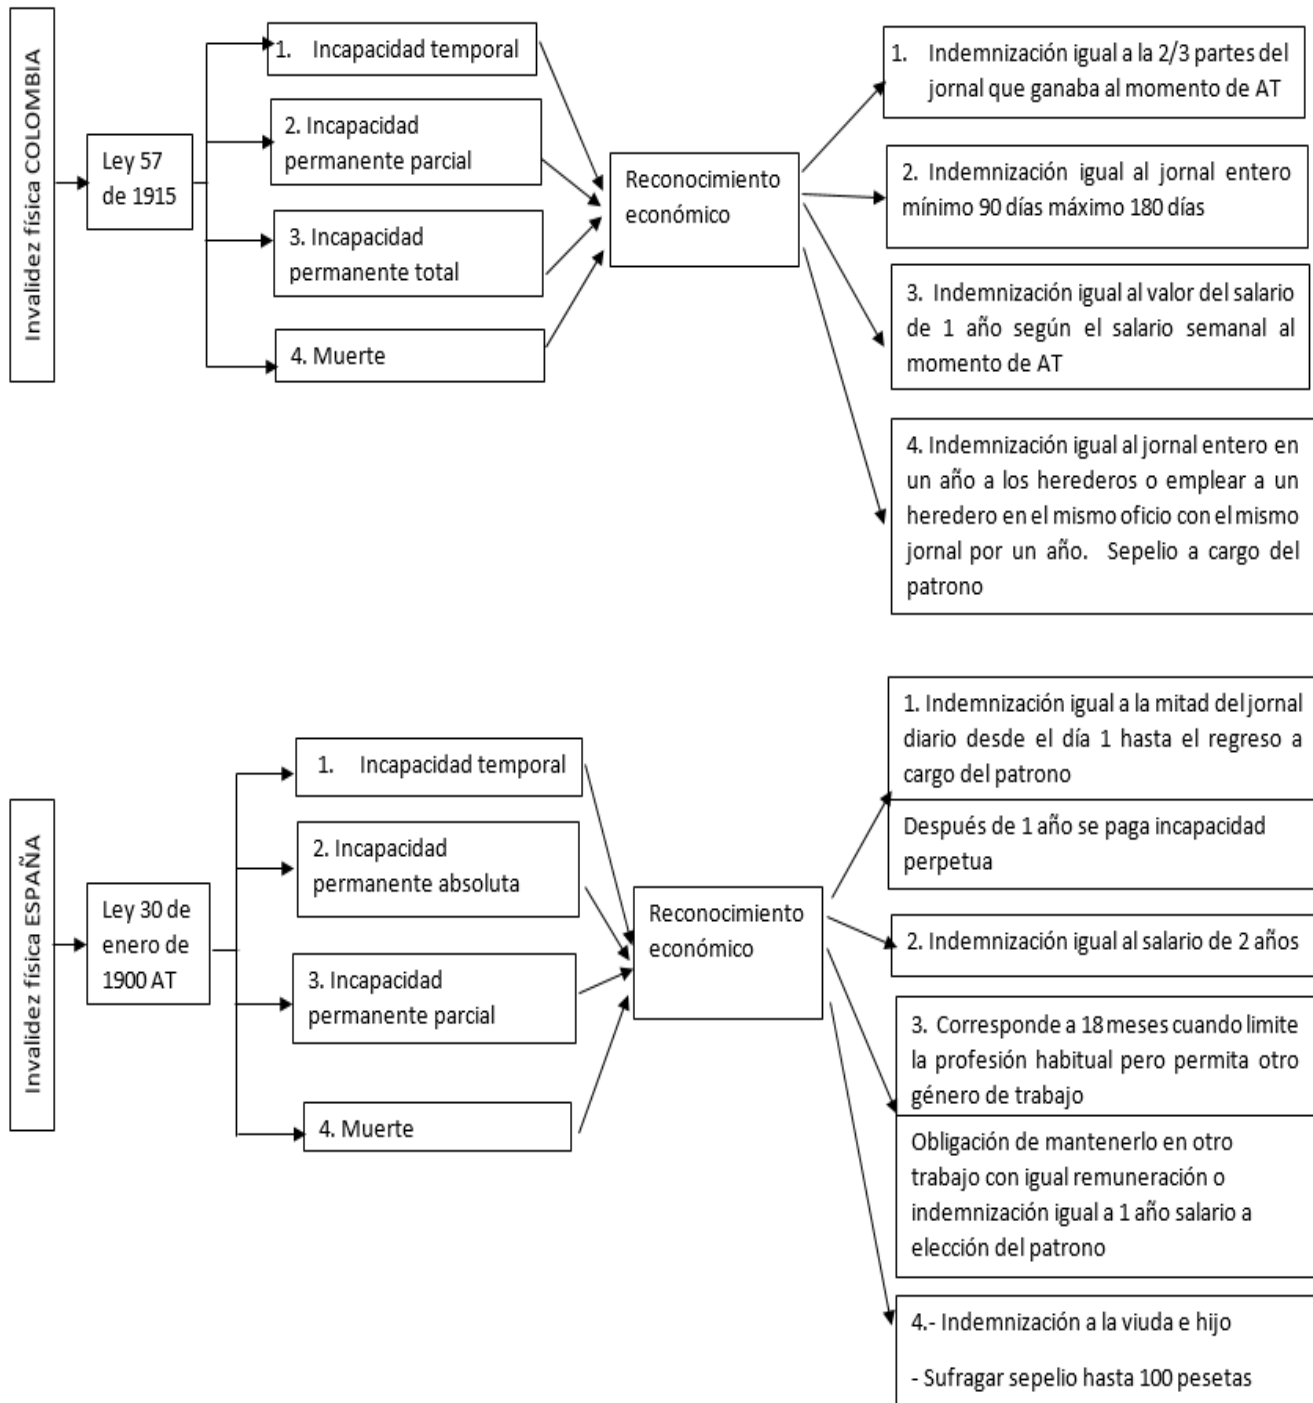 Invalidez física COLOMBIA
Ley 57
de 1915
1. Incapacidad temporal
2. Incapacidad
permanente parcial
3. Incapacidad
permanente total
4. Muerte
Reconocimiento
económico
1. Indemnización igual a la 2/3 partes del
jornal que ganaba al momento de AT
2. Indemnización igual al jornal entero
mínimo 90 días máximo 180 días
3. Indemnización igual al valor del salario
de 1 año según el salario semanal al
momento de AT
4. Indemnización igual al jornal entero en
un año a los herederos o emplear a un
heredero en el mismo oficio con el mismo
jornal por un año. Sepelio a cargo del
patrono
Invalidez física ESPAÑA
Ley 30 de
enero de
1900 AT
1. Incapacidad temporal
2. Incapacidad
permanente absoluta
3. Incapacidad
permanente parcial
4. Muerte
Reconocimiento
económico
1. Indemnización igual a la mitad del jornal
diario desde el día 1 hasta el regreso a
cargo del patrono
Después de 1 año se paga incapacidad
perpetua
2. Indemnización igual al salario de 2 años
3. Corresponde a 18 meses cuando limite
la profesión habitual pero permita otro
género de trabajo
Obligación de mantenerlo en otro
trabajo con igual remuneración o
indemnización igual a 1 año salario a
elección del patrono
4.- Indemnización a la viuda e hijo
- Sufragar sepelio hasta 100 pesetas